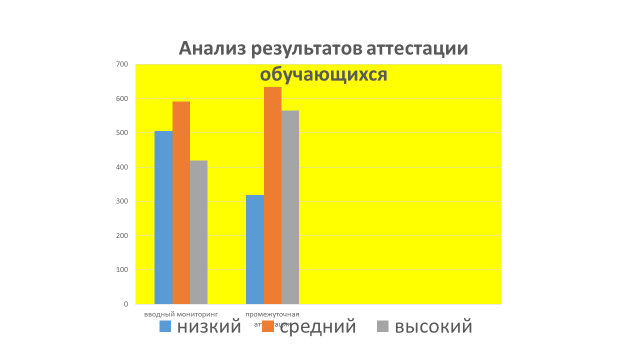 Анализ результатов аттестации
обучающихся
700
600
500
400
300
200
100
0
вводный мониторинг
промежуточная
низкий средний высокий